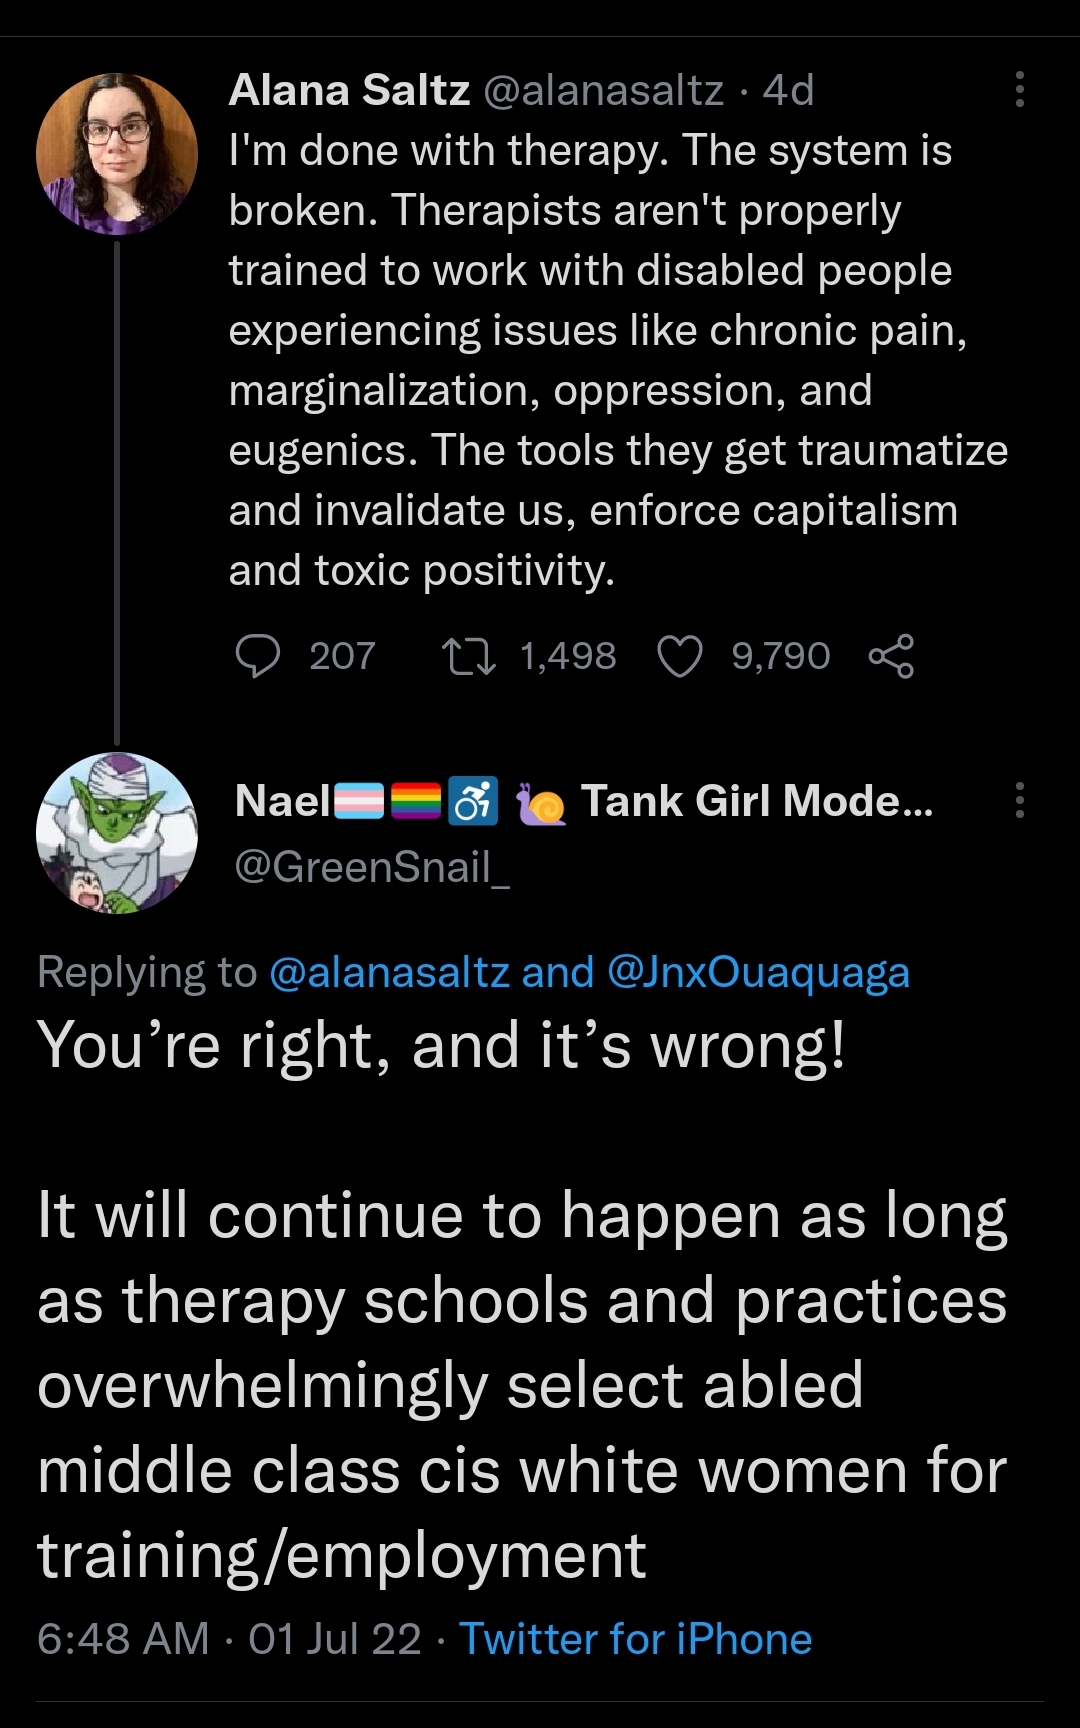 Alana Saltz @alanasaltz · 4d
I'm done with therapy. The system is
broken. Therapists aren't properly
trained to work with disabled people
experiencing issues like chronic pain,
marginalization, oppression, and
eugenics. The tools they get traumatize
and invalidate us, enforce capitalism
and toxic positivity.
207 1,498 9,790
Nael🏳️‍⚧️🏳️‍🌈♿ 🐌 Tank Girl Mode...
@GreenSnail_
Replying to @alanasaltz and @JnxOuaquaga
You’re right, and it’s wrong!
It will continue to happen as long
as therapy schools and practices
overwhelmingly select abled
middle class cis white women for
training/employment
6:48 AM · 01 Jul 22 · Twitter for iPhone